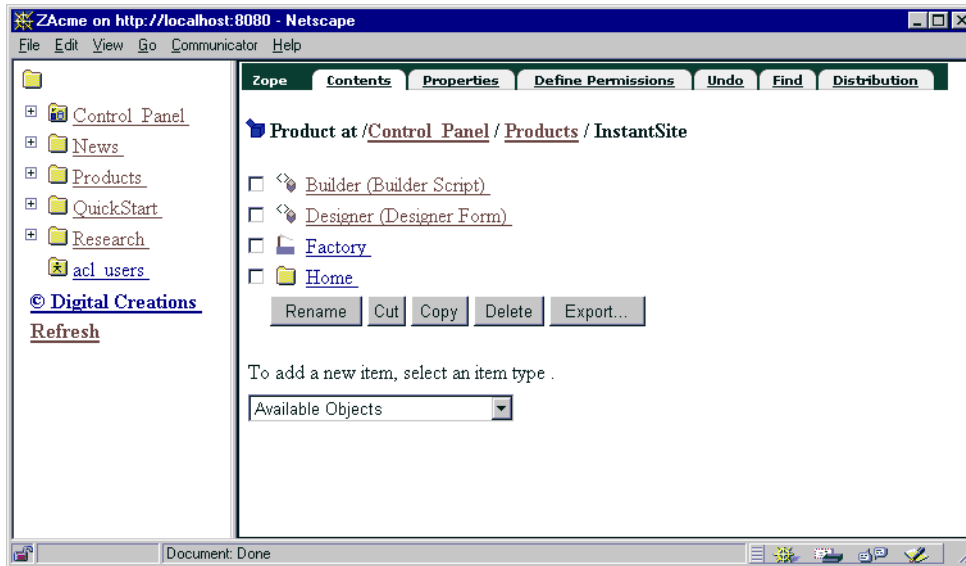 ZAcme on http://localhost:8080 - Netscape
File Edit View Go Communicator Help
Control_Panel
News
Products
QuickStart
Research
acl_users
© Digital Creations
Refresh
Zope Contents Properties Define Permissions Undo Find Distribution
Product at /Control_Panel / Products / InstantSite
Builder (Builder Script)
Designer (Designer Form)
Factory
Home
Rename Cut Copy Delete Export...
To add a new item, select an item type .
Available Objects
Document: Done